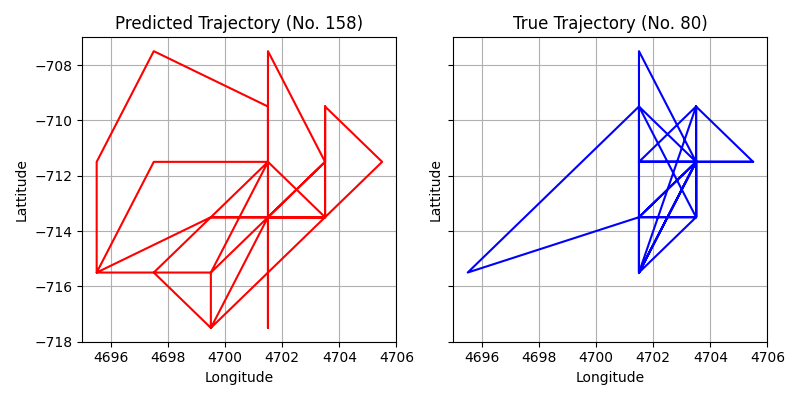 Predicted Trajectory (No. 158)
True Trajectory (No. 80)
−708
−710
−712
−714
−716
−718
Lattitude
Lattitude
4696 4698 4700 4702 4704 4706
4696 4698 4700 4702 4704 4706
Longitude
Longitude